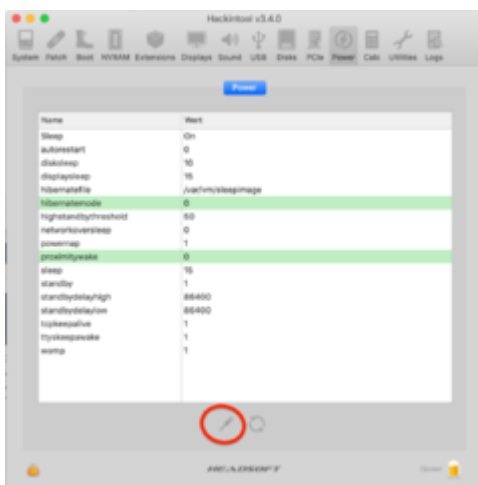 Hackintool v3.4.0
System Patch Boot NVRAM Extensions Displays Sound USB Disks PCIe Power Calc Utilities Logs
Power
Name Wert
Sleep On
autorestart 0
disksleep 10
displaysleep 15
hibernatefile /var/vm/sleepimage
hibernatemode 0
highstandbythreshold 50
networkoversleep 0
powernap 1
proximitywake 0
sleep 15
standby 1
standbydelayhigh 86400
standbydelaylow 86400
tcpkeepalive 1
ttyskeepawake 1
womp 1
HEADSOFT